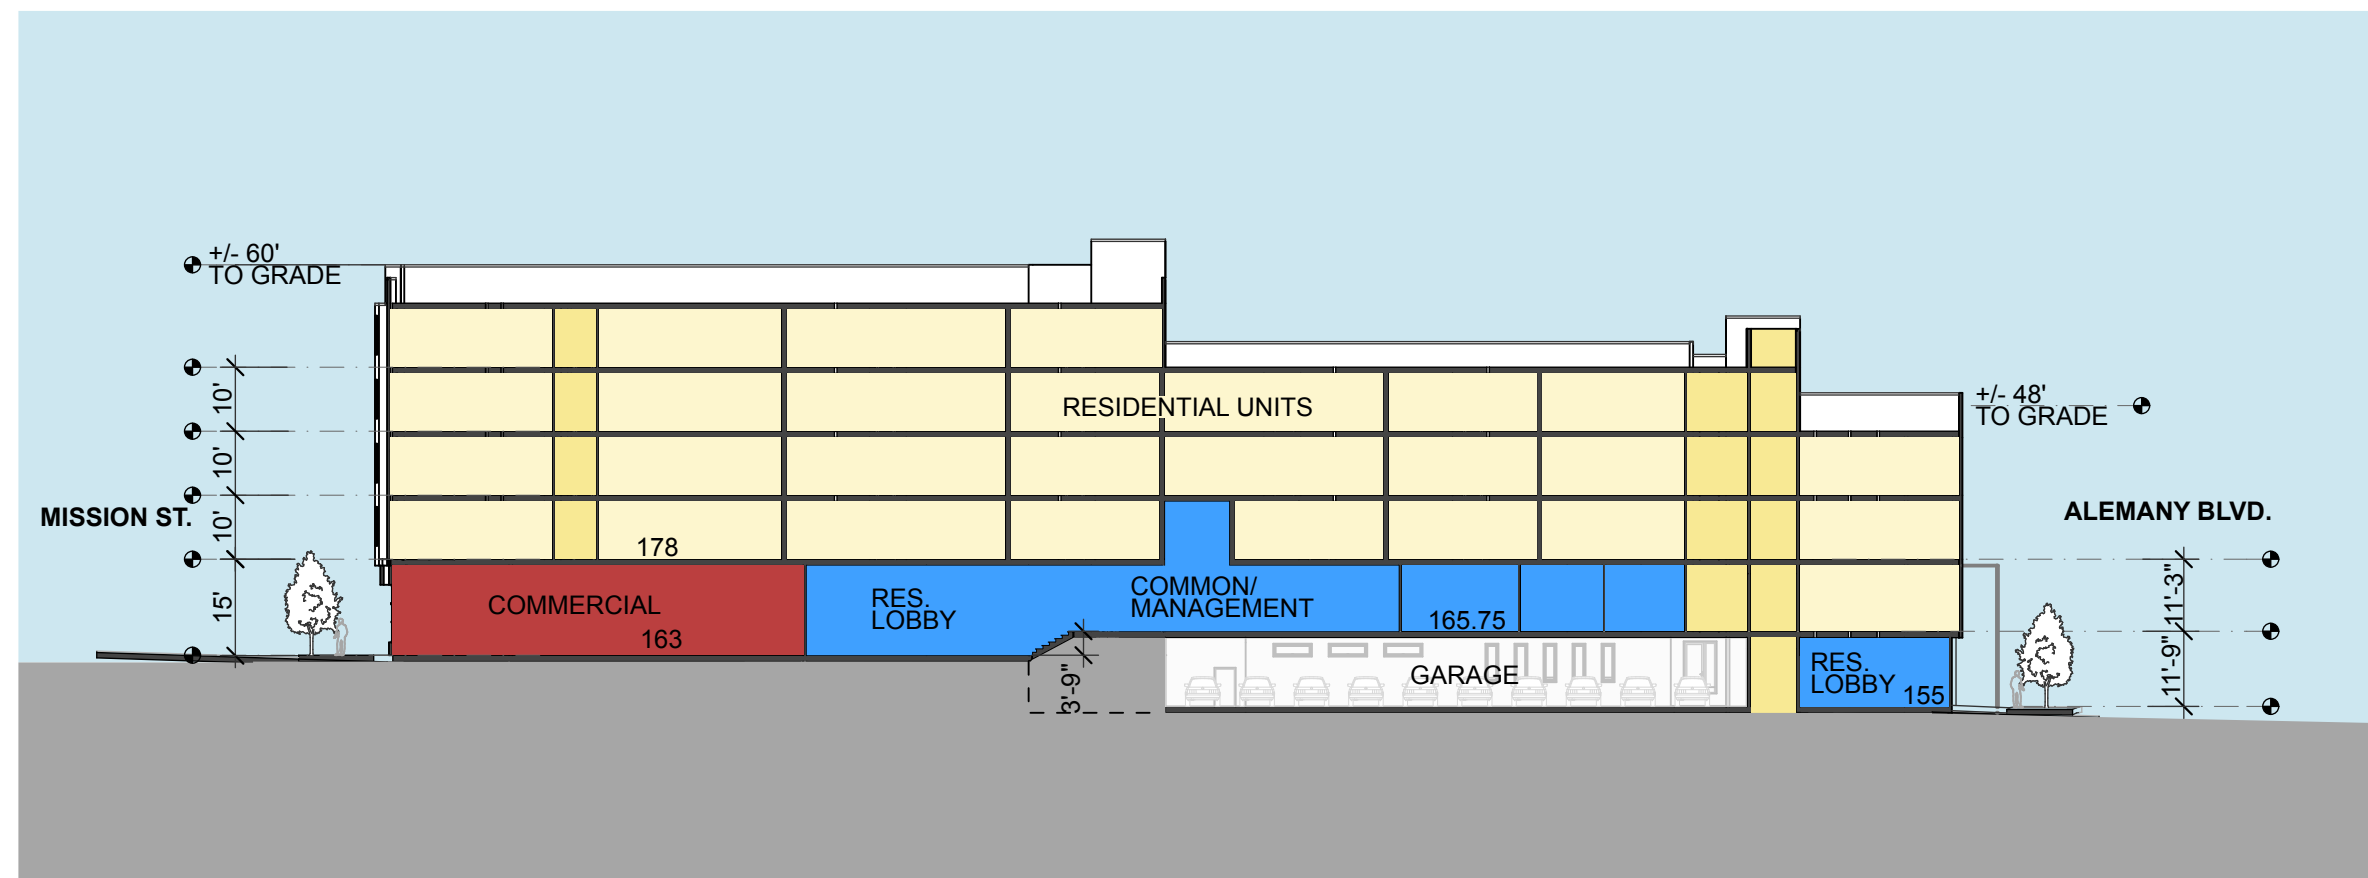 +/- 60'
TO GRADE
+/- 48'
TO GRADE
RESIDENTIAL UNITS
10'
10'
10'
15'
MISSION ST.
ALEMANY BLVD.
178
COMMERCIAL
163
RES.
LOBBY
COMMON/
MANAGEMENT
165.75
3'-9"
GARAGE
RES.
LOBBY
155
11'-3"
11'-9"